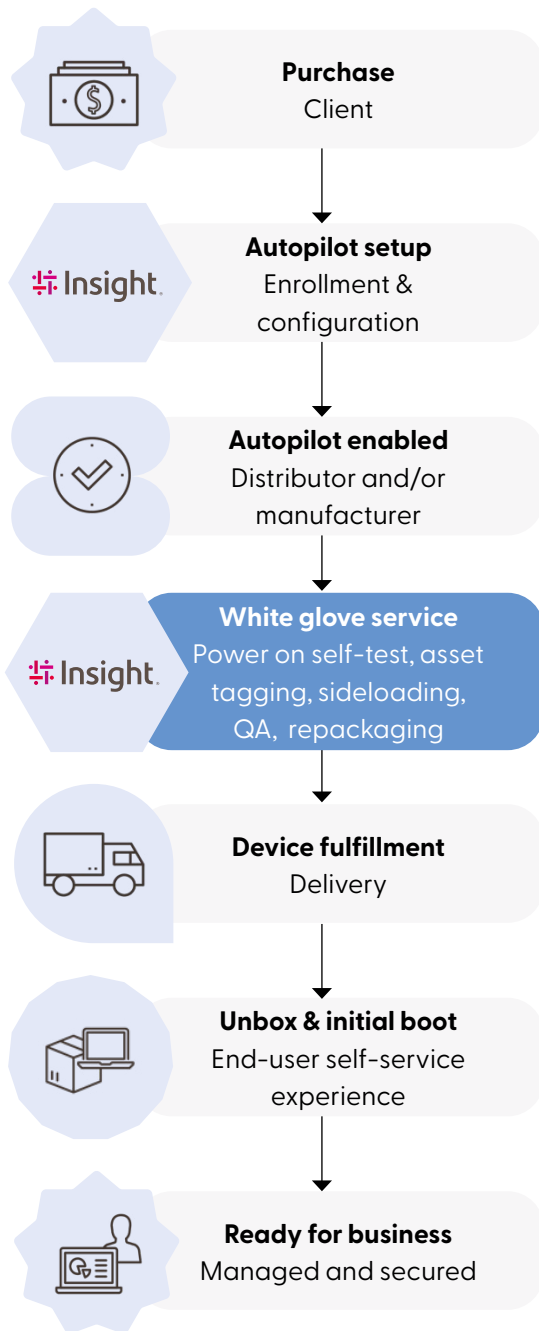 Purchase
Client
Autopilot setup
Insight.
Enrollment &
configuration
Autopilot enabled
Distributor and/or
manufacturer
White glove service
Insight.
Power on self-test, asset
tagging, sideloading,
QA, repackaging
Device fulfillment
Delivery
Unbox & initial boot
End-user self-service
experience
Ready for business
Managed and secured